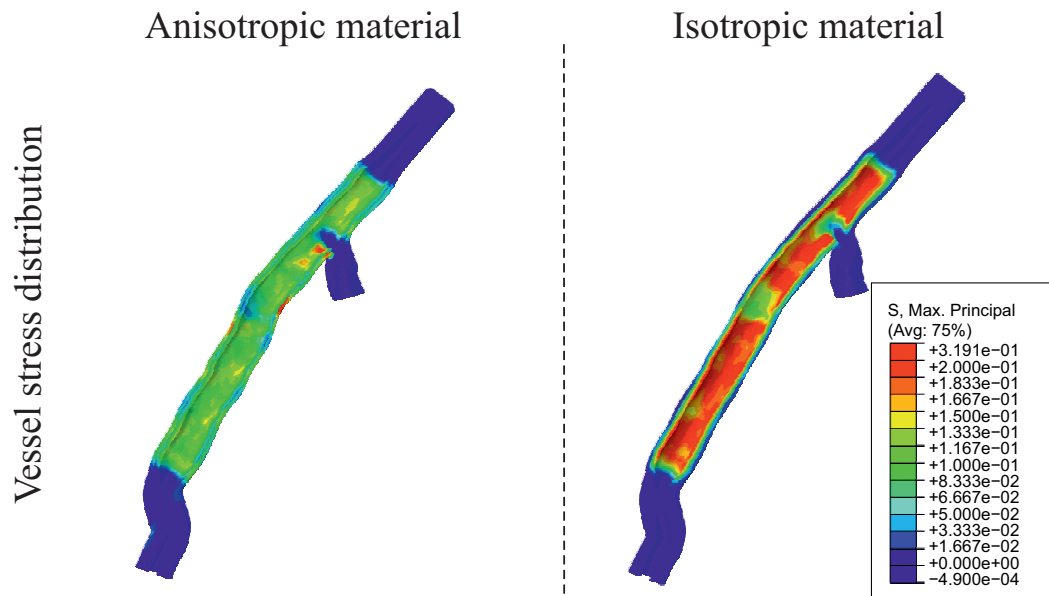 Anisotropic material
Isotropic material
Vessel stress distribution
S, Max. Principal
(Avg: 75%)
+3.191e−01
+2.000e−01
+1.833e−01
+1.667e−01
+1.500e−01
+1.333e−01
+1.167e−01
+1.000e−01
+8.333e−02
+6.667e−02
+5.000e−02
+3.333e−02
+1.667e−02
+0.000e+00
−4.900e−04